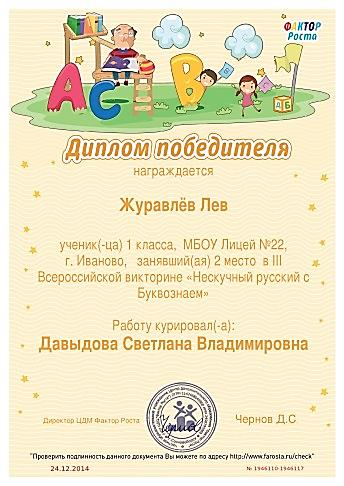 ФАКТОР
Роста
А С В
Диплом победителя
награждается
Журавлёв Лев
ученик(-ца) 1 класса, МБОУ Лицей №22,
г. Иваново, занявший(ая) 2 место в III
Всероссийской викторине «Нескучный русский с
Буквознаем»
Работу курировал(-а):
Давыдова Светлана Владимировна
Директор ЦДМ Фактор Роста
Чернов Д.С
"Проверить подлинность данного документа Вы можете по адресу http://www.farosta.ru/check"
24.12.2014
№ 1946110-1946117